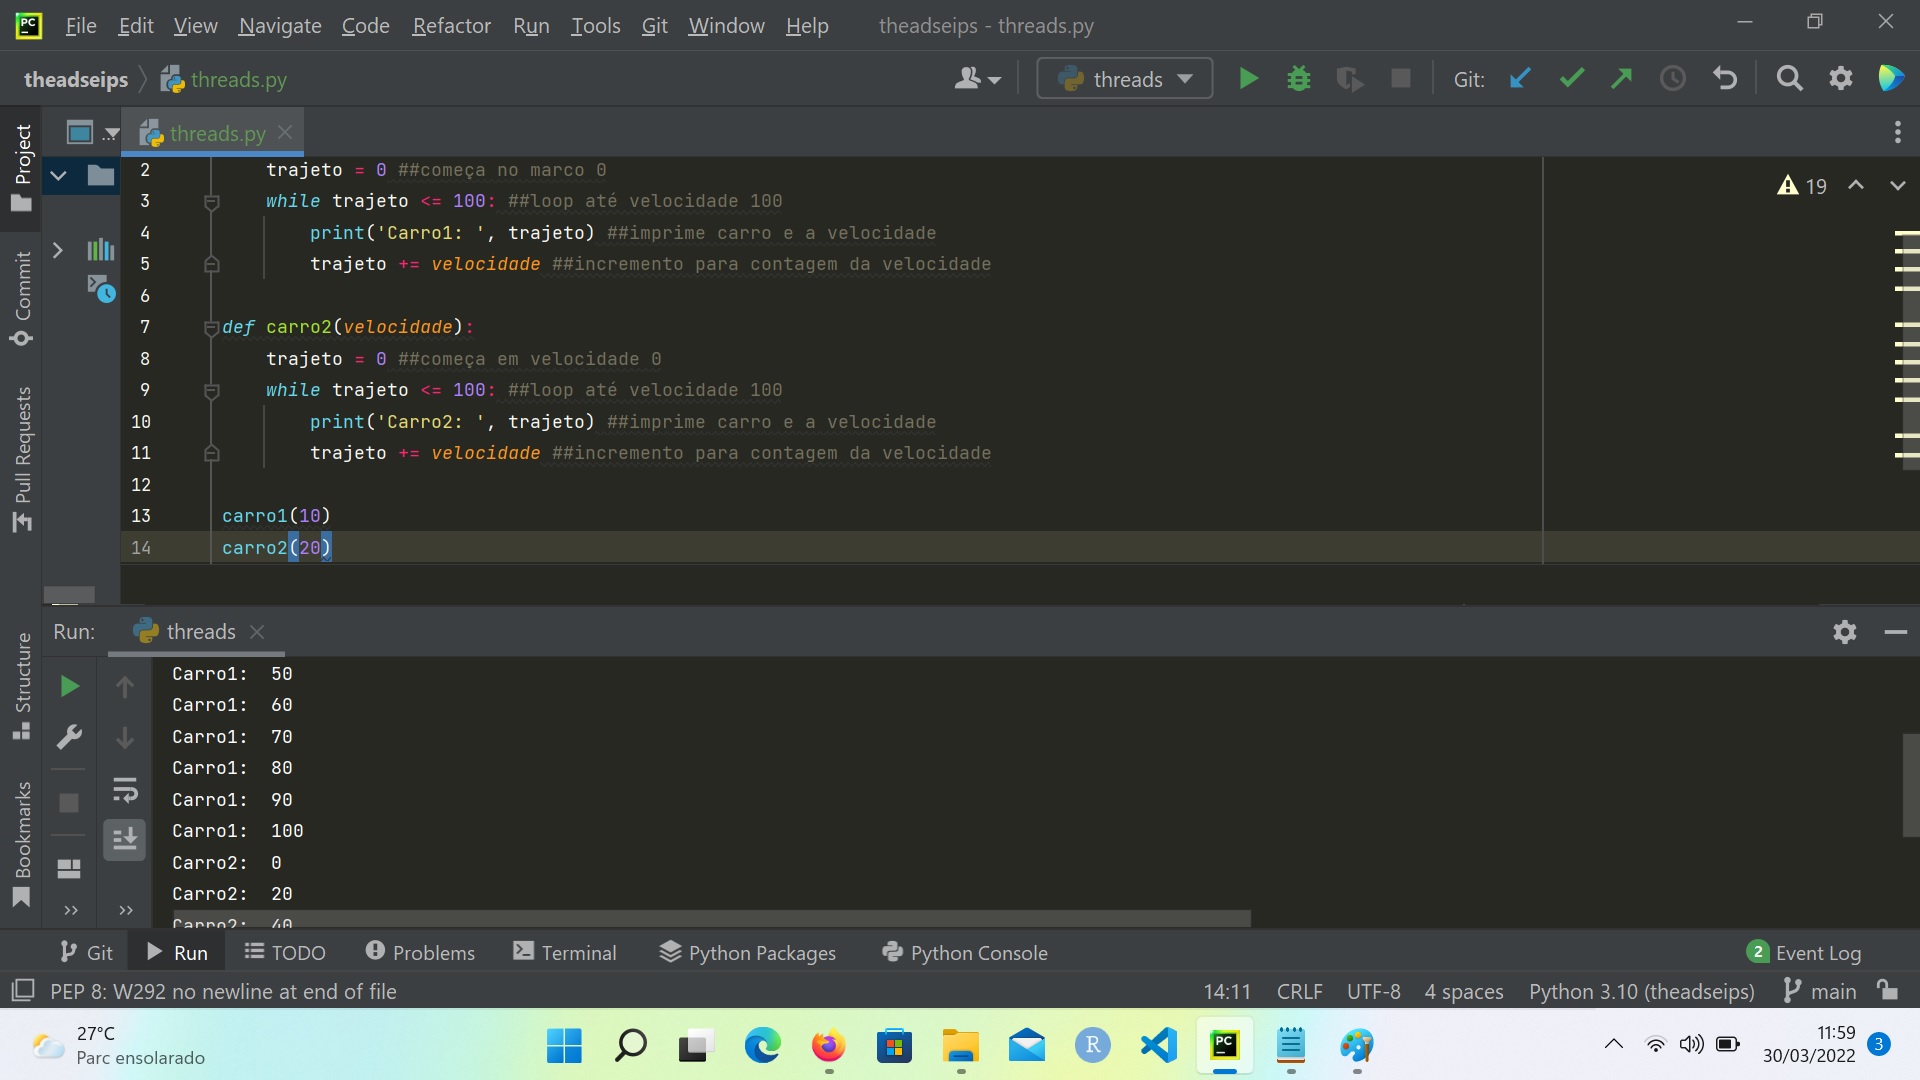 PC File Edit View Navigate Code Refactor Run Tools Git Window Help theadseips - threads.py
theadseips threads.py threads Git:
threads.py
19
2 trajeto = 0 ##começa no marco 0
3 while trajeto <= 100: ##loop até velocidade 100
4 print('Carro1: ', trajeto) ##imprime carro e a velocidade
5 trajeto += velocidade ##incremento para contagem da velocidade
6
7 def carro2(velocidade):
8 trajeto = 0 ##começa em velocidade 0
9 while trajeto <= 100: ##loop até velocidade 100
10 print('Carro2: ', trajeto) ##imprime carro e a velocidade
11 trajeto += velocidade ##incremento para contagem da velocidade
12
13 carro1(10)
14 carro2(20)
Project
Commit
Pull Requests
Structure
Bookmarks
Run: threads
Carro1: 50
Carro1: 60
Carro1: 70
Carro1: 80
Carro1: 90
Carro1: 100
Carro2: 0
Carro2: 20
Carro2: 40
Git Run TODO Problems Terminal Python Packages Python Console 2 Event Log
PEP 8: W292 no newline at end of file 14:11 CRLF UTF-8 4 spaces Python 3.10 (theadseips) main
27°C
Parc ensolarado
R
PC
11:59
30/03/2022
3